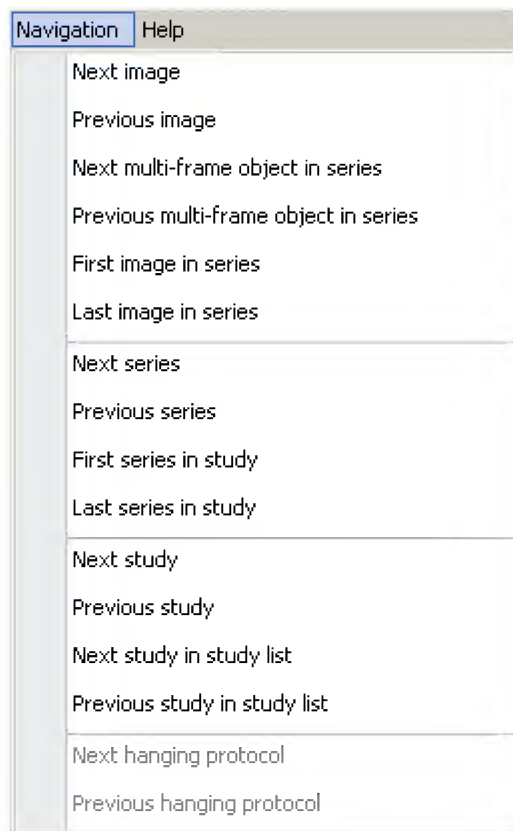 Navigation Help
Next image
Previous image
Next multi-frame object in series
Previous multi-frame object in series
First image in series
Last image in series
Next series
Previous series
First series in study
Last series in study
Next study
Previous study
Next study in study list
Previous study in study list
Next hanging protocol
Previous hanging protocol